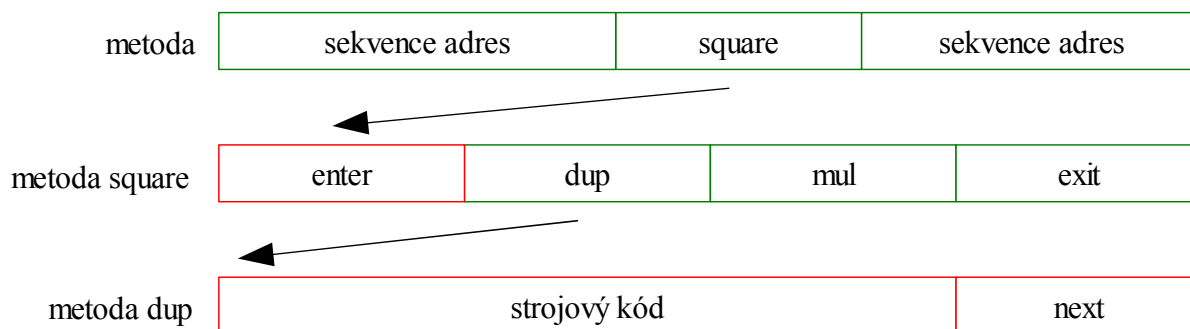 metoda sekvence adres square sekvence adres
metoda square enter dup mul exit
metoda dup strojový kód next